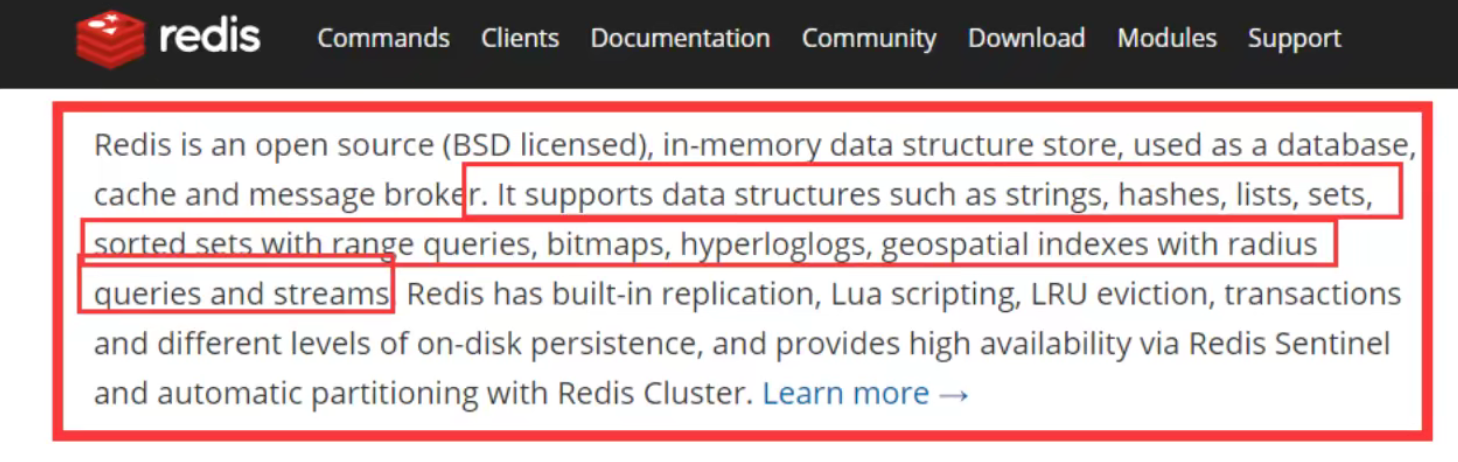 redis Commands Clients Documentation Community Download Modules Support
Redis is an open source (BSD licensed), in-memory data structure store, used as a database,
cache and message broker. It supports data structures such as strings, hashes, lists, sets,
sorted sets with range queries, bitmaps, hyperloglogs, geospatial indexes with radius
queries and streams. Redis has built-in replication, Lua scripting, LRU eviction, transactions
and different levels of on-disk persistence, and provides high availability via Redis Sentinel
and automatic partitioning with Redis Cluster. Learn more →